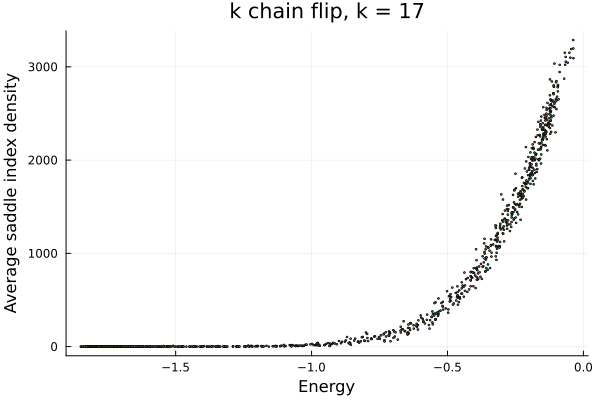 k chain flip, k = 17
Average saddle index density
3000
2000
1000
0
−1.5
−1.0
−0.5
0.0
Energy